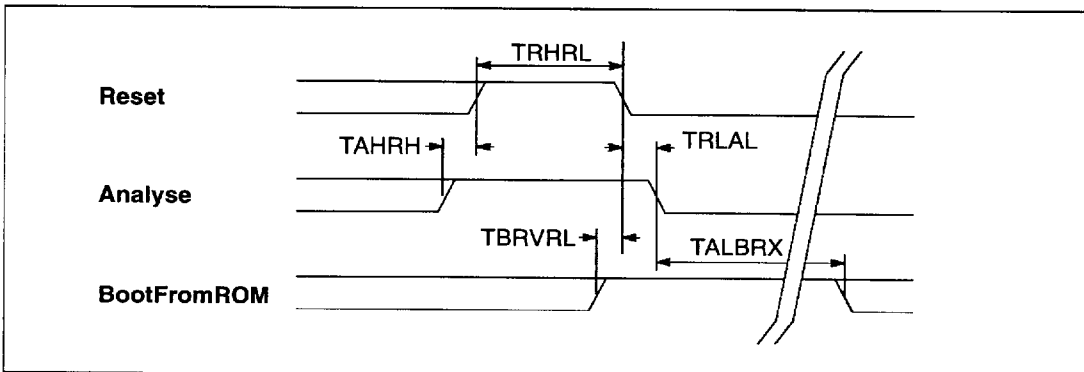 TRHRL
Reset
TAHRH
TRLAL
Analyse
TBRVRL
TALBRX
BootFromROM